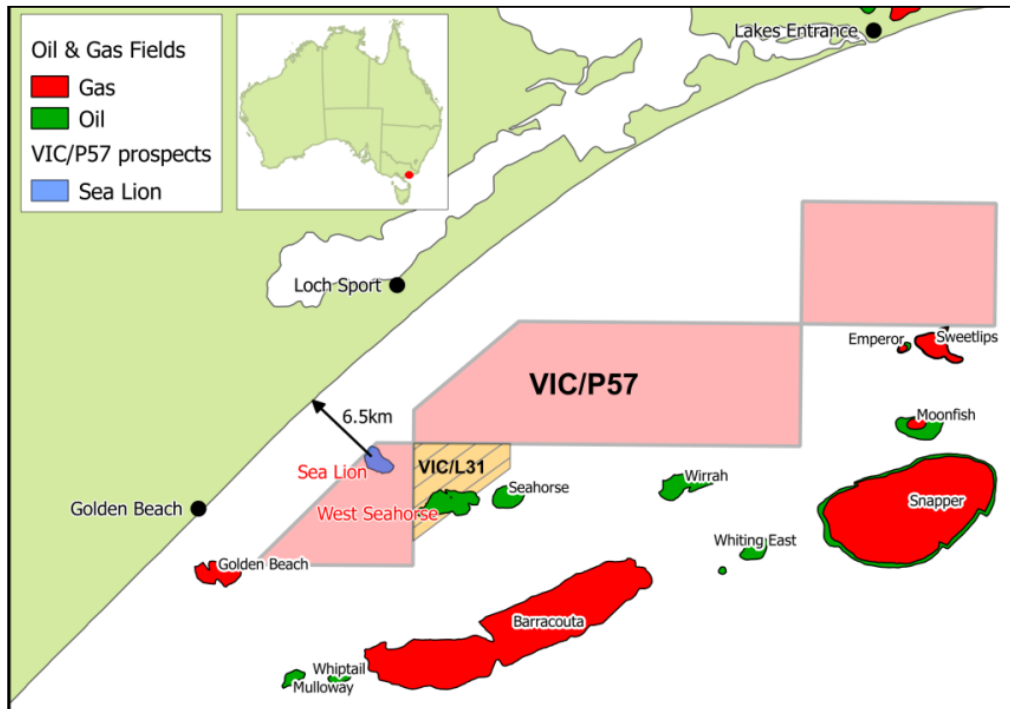 Oil & Gas Fields
Gas
Oil
VIC/P57 prospects
Sea Lion
Lakes Entrance
Loch Sport
Emperor
Sweetlips
VIC/P57
6.5km
Moonfish
Sea Lion
VIC/L31
Wirrah
Seahorse
Snapper
Golden Beach
West Seahorse
Whiting East
Golden Beach
Barracouta
Whiptail
Mulloway